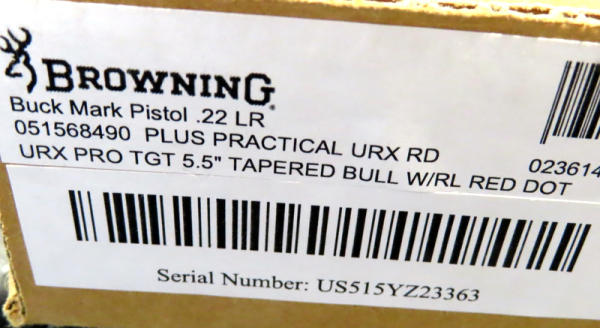 BROWNING
Buck Mark Pistol .22 LR
051568490 PLUS PRACTICAL URX RD
URX PRO TGT 5.5" TAPERED BULL W/RL RED DOT
023614
Serial Number: US515YZ23363